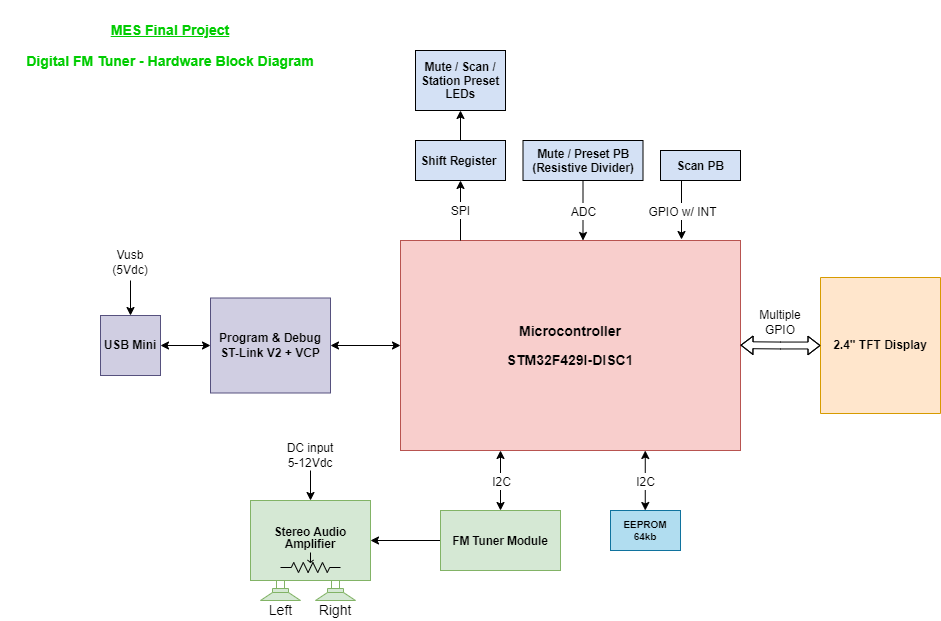 MES Final Project
Digital FM Tuner - Hardware Block Diagram
Mute / Scan /
Station Preset
LEDs
Shift Register
Mute / Preset PB
(Resistive Divider)
Scan PB
SPI
ADC
GPIO w/ INT
Vusb
(5Vdc)
USB Mini
Program & Debug
ST-Link V2 + VCP
Microcontroller
STM32F429I-DISC1
Multiple
GPIO
2.4" TFT Display
DC input
5-12Vdc
I2C
I2C
Stereo Audio
Amplifier
FM Tuner Module
EEPROM
64kb
Left
Right